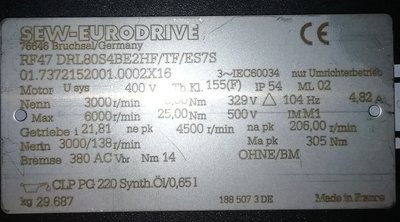 SEW-EURODRIVE
76646 Bruchsal/Germany
RF47 DRL80S4BE2HF/TF/ES7S
01.7372152001.0002X16 3~IEC60034 nur Umrichterbetrieb
Motor U sys 400 V Th.Kl. 155(F) IP 54 ML 02
Nenn 3000 r/min Nm 329 V △ 104 Hz 4,82 A
Max 6000 r/min 25,00 Nm 500 V IM M1
Getriebe i 21,81 ne pk 4500 r/min na pk 206,00 r/min
Nenn 3000/138 r/min Ma pk 305 Nm
Bremse 380 AC Vbr Nm 14 OHNE/BM
CLP PG 220 Synth.Öl/0,65 l
kg 29.687 188 507 3 DE Made in France
CE